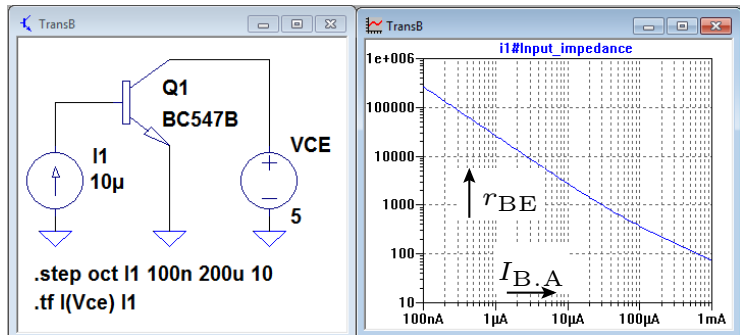 TransB
Q1
BC547B
I1
10µ
VCE
5
.step oct I1 100n 200u 10
.tf I(Vce) I1
TransB
i1#Input_impedance
1e+006
100000
10000
1000
100
10
r_BE
I_B.A
100nA
1µA
10µA
100µA
1mA